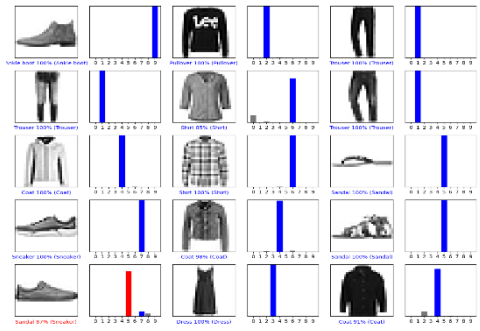 Lee
0 1 2 3 4 5 6 7 8 9 0 1 2 3 4 5 6 7 8 9 0 1 2 3 4 5 6 7 8 9
Ankle boot 100% (Ankle boot) Pullover 100% (Pullover) Trouser 100% (Trouser)
0 1 2 3 4 5 6 7 8 9 0 1 2 3 4 5 6 7 8 9 0 1 2 3 4 5 6 7 8 9
Trouser 100% (Trouser) Shirt 85% (Shirt) Trouser 100% (Trouser)
0 1 2 3 4 5 6 7 8 9 0 1 2 3 4 5 6 7 8 9 0 1 2 3 4 5 6 7 8 9
Coat 100% (Coat) Shirt 100% (Shirt) Sandal 100% (Sandal)
0 1 2 3 4 5 6 7 8 9 0 1 2 3 4 5 6 7 8 9 0 1 2 3 4 5 6 7 8 9
Sneaker 100% (Sneaker) Coat 98% (Coat) Sandal 100% (Sandal)
0 1 2 3 4 5 6 7 8 9 0 1 2 3 4 5 6 7 8 9 0 1 2 3 4 5 6 7 8 9
Sandal 97% (Sneaker) Dress 100% (Dress) Coat 91% (Coat)